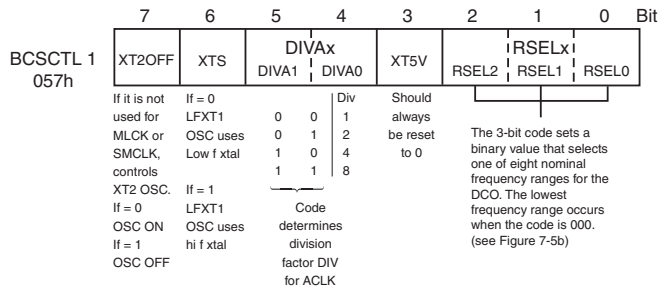 7 6 5 4 3 2 1 0 Bit
BCSCTL 1
057h
XT2OFF XTS DIVAx XT5V RSELx
DIVA1 DIVA0 RSEL2 RSEL1 RSEL0
If it is not
used for
MLCK or
SMCLK,
controls
XT2 OSC.
If = 0
OSC ON
If = 1
OSC OFF
If = 0
LFXT1
OSC uses
Low f xtal
If = 1
LFXT1
OSC uses
hi f xtal
Div
0 0 1
0 1 2
1 0 4
1 1 8
Code
determines
division
factor DIV
for ACLK
Should
always
be reset
to 0
The 3-bit code sets a
binary value that selects
one of eight nominal
frequency ranges for the
DCO. The lowest
frequency range occurs
when the code is 000.
(see Figure 7-5b)